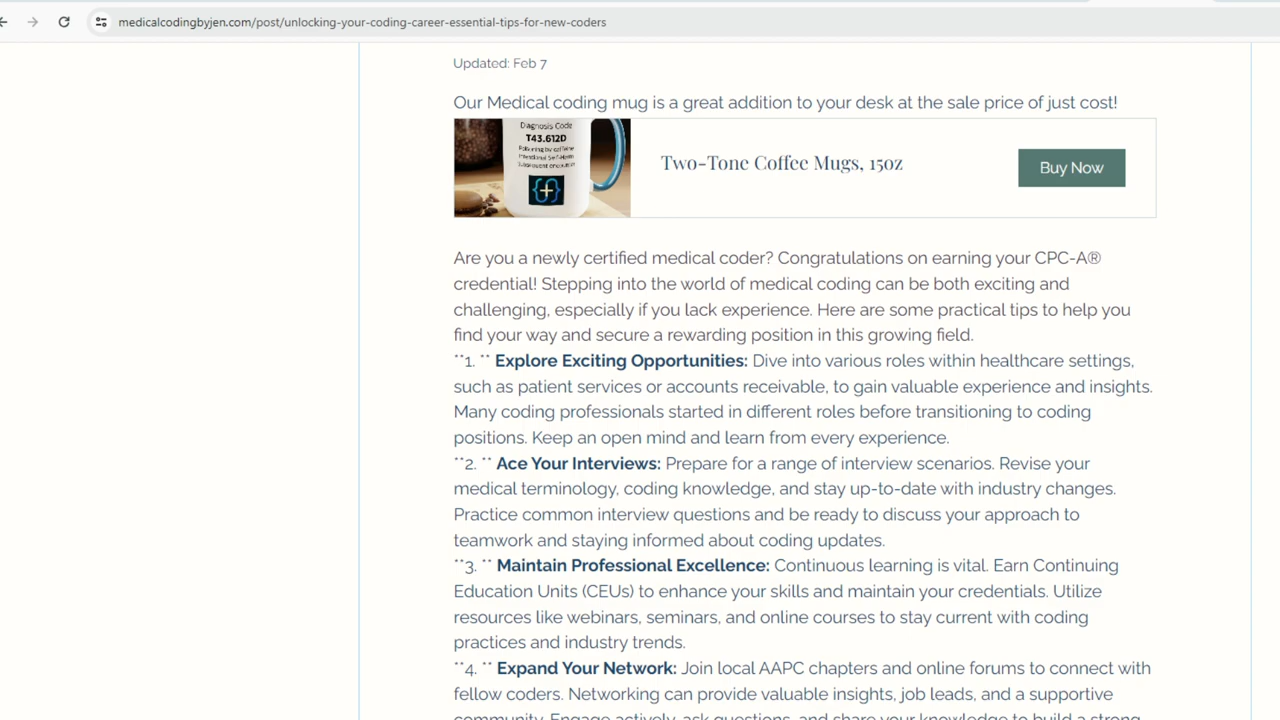 medicalcodingbyjen.com/post/unlocking-your-coding-career-essential-tips-for-new-coders
Updated: Feb 7
Our Medical coding mug is a great addition to your desk at the sale price of just cost!
Diagnosis Code
T43.612D
Poisoning by caffeine
Intentional Self-Harm
Subsequent encounter
Two-Tone Coffee Mugs, 15oz
Buy Now
Are you a newly certified medical coder? Congratulations on earning your CPC-A®
credential! Stepping into the world of medical coding can be both exciting and
challenging, especially if you lack experience. Here are some practical tips to help you
find your way and secure a rewarding position in this growing field.
**1. ** Explore Exciting Opportunities: Dive into various roles within healthcare settings,
such as patient services or accounts receivable, to gain valuable experience and insights.
Many coding professionals started in different roles before transitioning to coding
positions. Keep an open mind and learn from every experience.
**2. ** Ace Your Interviews: Prepare for a range of interview scenarios. Revise your
medical terminology, coding knowledge, and stay up-to-date with industry changes.
Practice common interview questions and be ready to discuss your approach to
teamwork and staying informed about coding updates.
**3. ** Maintain Professional Excellence: Continuous learning is vital. Earn Continuing
Education Units (CEUs) to enhance your skills and maintain your credentials. Utilize
resources like webinars, seminars, and online courses to stay current with coding
practices and industry trends.
**4. ** Expand Your Network: Join local AAPC chapters and online forums to connect with
fellow coders. Networking can provide valuable insights, job leads, and a supportive
community. Engage actively, ask questions, and share your knowledge to build a strong